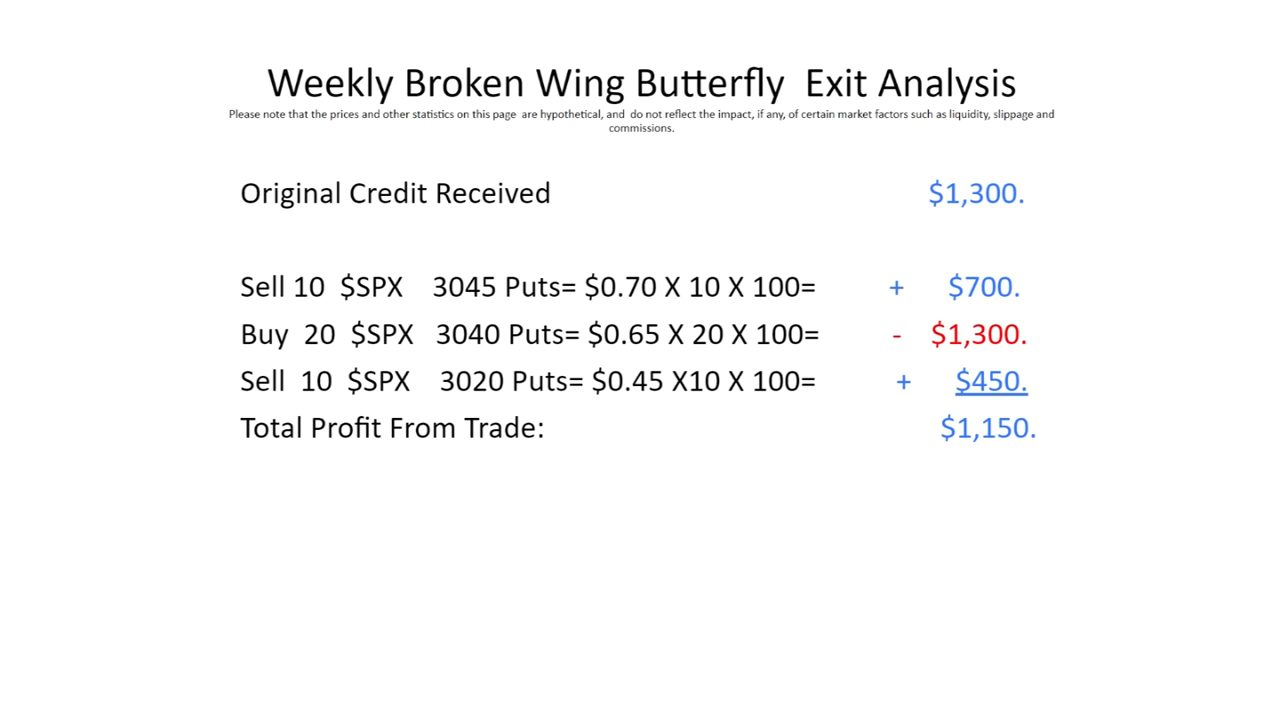 Weekly Broken Wing Butterfly Exit Analysis
Please note that the prices and other statistics on this page are hypothetical, and do not reflect the impact, if any, of certain market factors such as liquidity, slippage and
commissions.
Original Credit Received $1,300.
Sell 10 $SPX 3045 Puts= $0.70 X 10 X 100= + $700.
Buy 20 $SPX 3040 Puts= $0.65 X 20 X 100= - $1,300.
Sell 10 $SPX 3020 Puts= $0.45 X10 X 100= + $450.
Total Profit From Trade: $1,150.